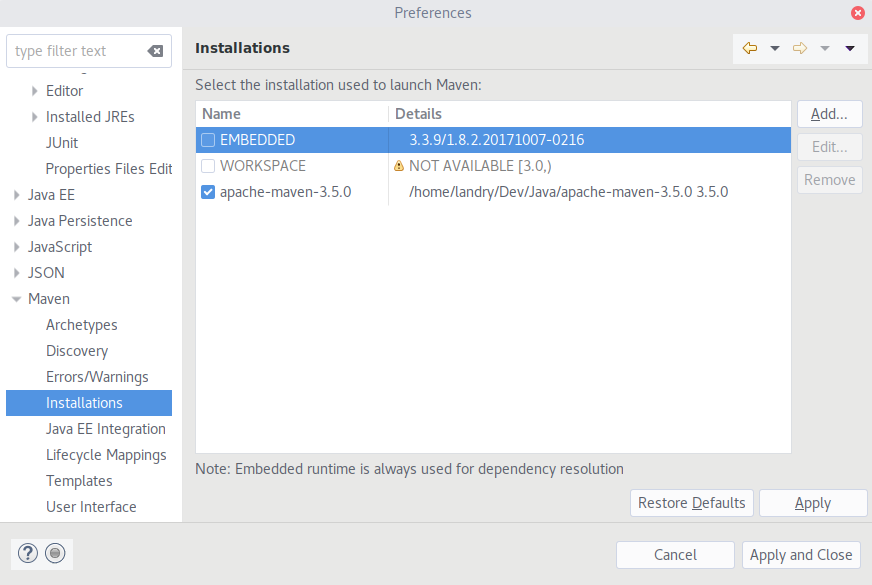 Preferences
type filter text
Editor
Installed JREs
JUnit
Properties Files Edit
Java EE
Java Persistence
JavaScript
JSON
Maven
Archetypes
Discovery
Errors/Warnings
Installations
Java EE Integration
Lifecycle Mappings
Templates
User Interface
Installations
Select the installation used to launch Maven:
Name Details
EMBEDDED 3.3.9/1.8.2.20171007-0216
WORKSPACE NOT AVAILABLE [3.0,)
apache-maven-3.5.0 /home/landry/Dev/Java/apache-maven-3.5.0 3.5.0
Add...
Edit...
Remove
Note: Embedded runtime is always used for dependency resolution
Restore Defaults Apply
? Cancel Apply and Close